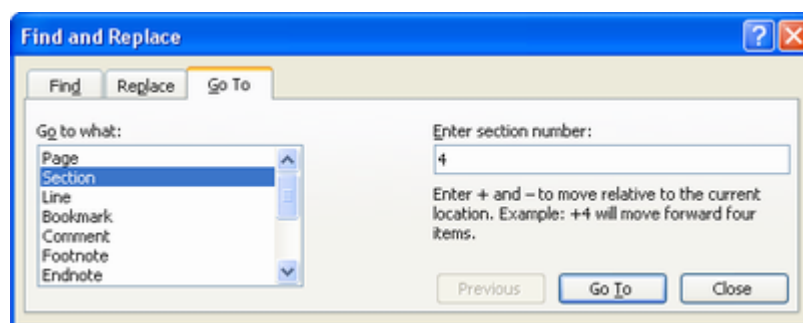 Find and Replace
Find Replace Go To
Go to what:
Page
Section
Line
Bookmark
Comment
Footnote
Endnote
Enter section number:
4
Enter + and – to move relative to the current
location. Example: +4 will move forward four
items.
Previous Go To Close